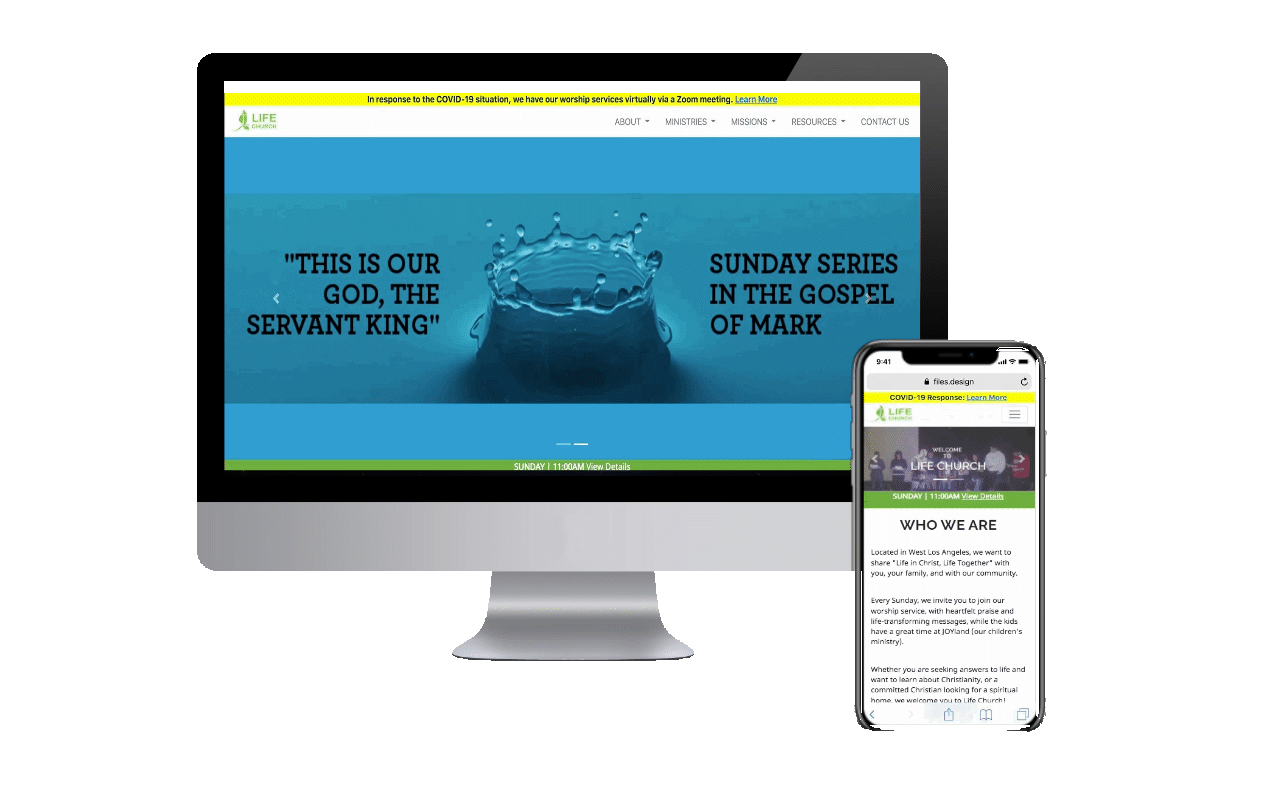 In response to the COVID-19 situation, we have our worship services virtually via a Zoom meeting. Learn More
LIFE
CHURCH
ABOUT MINISTRIES MISSIONS RESOURCES CONTACT US
"THIS IS OUR
GOD, THE
SERVANT KING"
SUNDAY SERIES
IN THE GOSPEL
OF MARK
SUNDAY | 11:00AM View Details
9:41
files.design
COVID-19 Response: Learn More
LIFE
CHURCH
WELCOME
TO
LIFE CHURCH
SUNDAY | 11:00AM View Details
WHO WE ARE
Located in West Los Angeles, we want to
share "Life in Christ, Life Together" with
you, your family, and with our community.
Every Sunday, we invite you to join our
worship service, with heartfelt praise and
life-transforming messages, while the kids
have a great time at JOYland (our children's
ministry).
Whether you are seeking answers to life and
want to learn about Christianity, or a
committed Christian looking for a spiritual
home, we welcome you to Life Church!